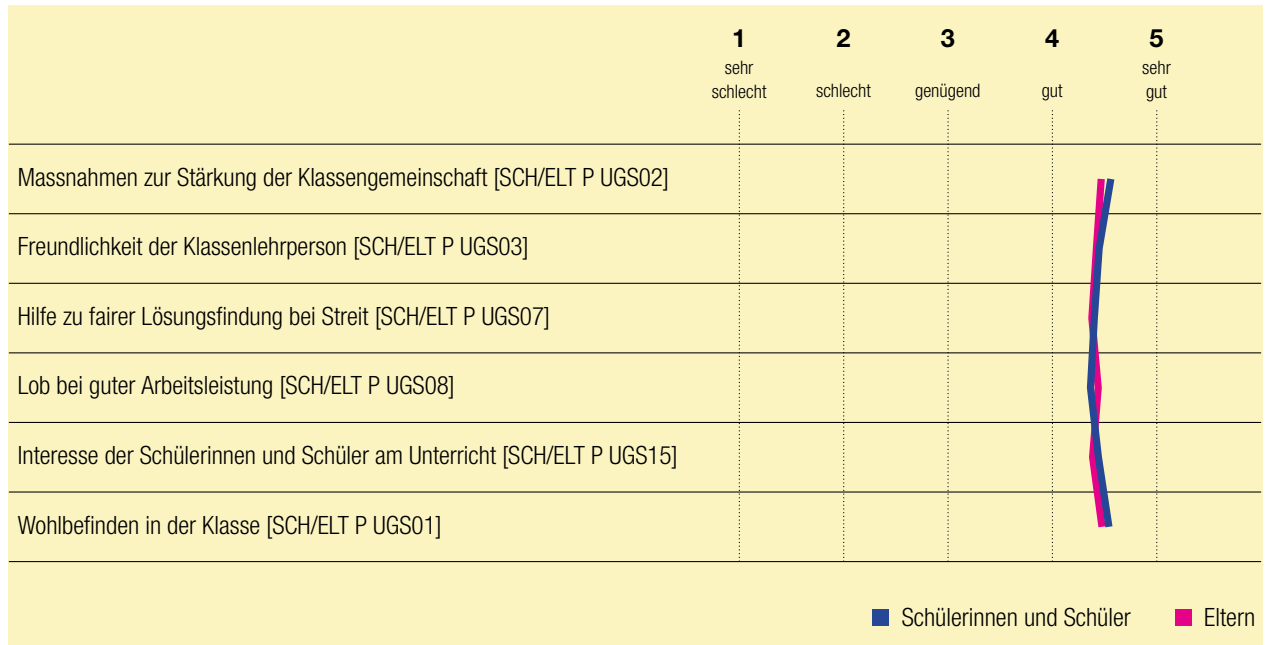 1 2 3 4 5
sehr schlecht schlecht genügend gut sehr gut
Massnahmen zur Stärkung der Klassengemeinschaft [SCH/ELT P UGS02]
Freundlichkeit der Klassenlehrperson [SCH/ELT P UGS03]
Hilfe zu fairer Lösungsfindung bei Streit [SCH/ELT P UGS07]
Lob bei guter Arbeitsleistung [SCH/ELT P UGS08]
Interesse der Schülerinnen und Schüler am Unterricht [SCH/ELT P UGS15]
Wohlbefinden in der Klasse [SCH/ELT P UGS01]
Schülerinnen und Schüler Eltern